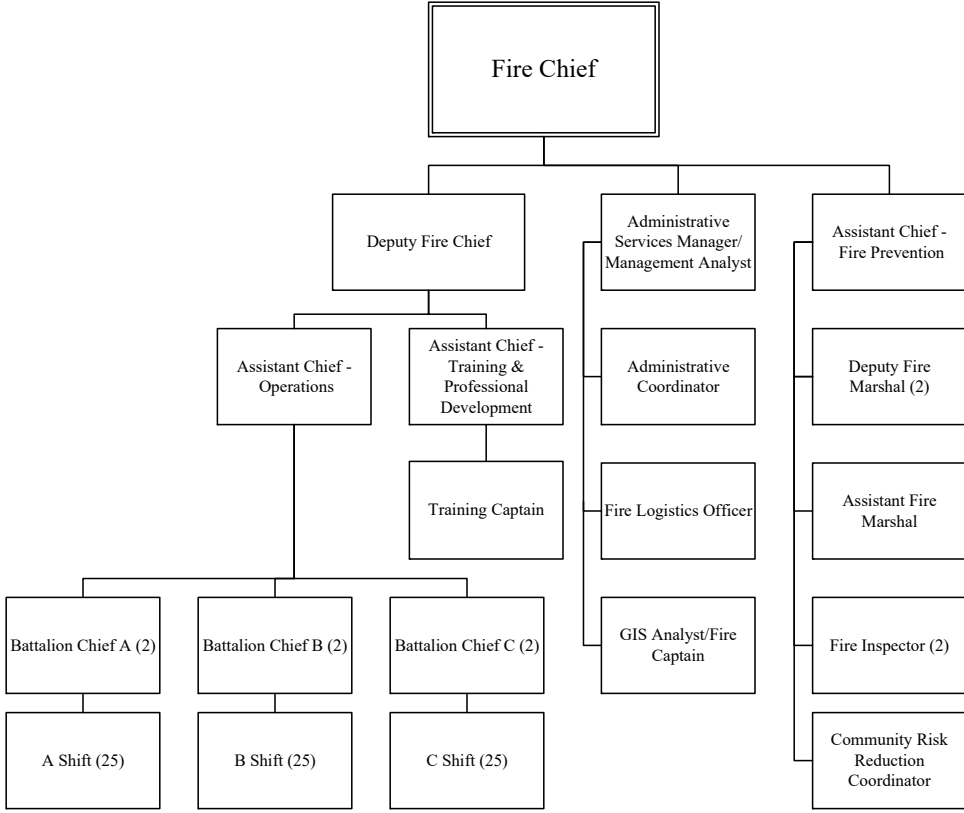 Fire Chief
Deputy Fire Chief
Administrative
Services Manager/
Management Analyst
Assistant Chief -
Fire Prevention
Assistant Chief -
Operations
Assistant Chief -
Training &
Professional
Development
Administrative
Coordinator
Deputy Fire
Marshal (2)
Training Captain
Fire Logistics Officer
Assistant Fire
Marshal
Battalion Chief A (2)
Battalion Chief B (2)
Battalion Chief C (2)
GIS Analyst/Fire
Captain
Fire Inspector (2)
A Shift (25)
B Shift (25)
C Shift (25)
Community Risk
Reduction
Coordinator